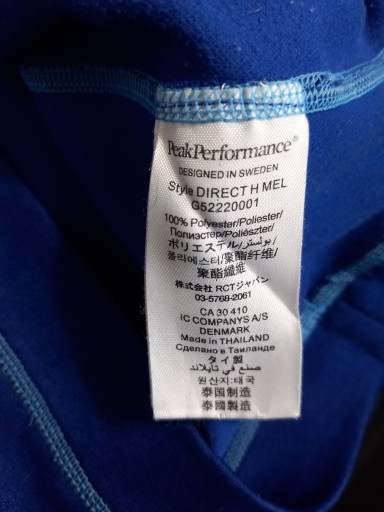 PeakPerformance®
DESIGNED IN SWEDEN
Style DIRECT H MEL
G52220001
100% Polyester/Poliester/
Полиэстер/Poliészter/
ポリエステル/بوليستر/
폴리에스터/聚酯纤维/
聚酯纖維
株式会社 RCTジャパン
03-5768-2061
CA 30 410
IC COMPANYS A/S
DENMARK
Made in THAILAND
Сделано в Таиланде
タイ製
صنع في تايلاند
원산지:태국
泰国制造
泰國製造